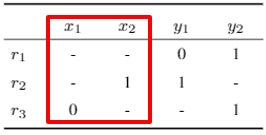 x₁ x₂ y₁ y₂
r₁ - - 0 1
r₂ - 1 1 -
r₃ 0 - - 1